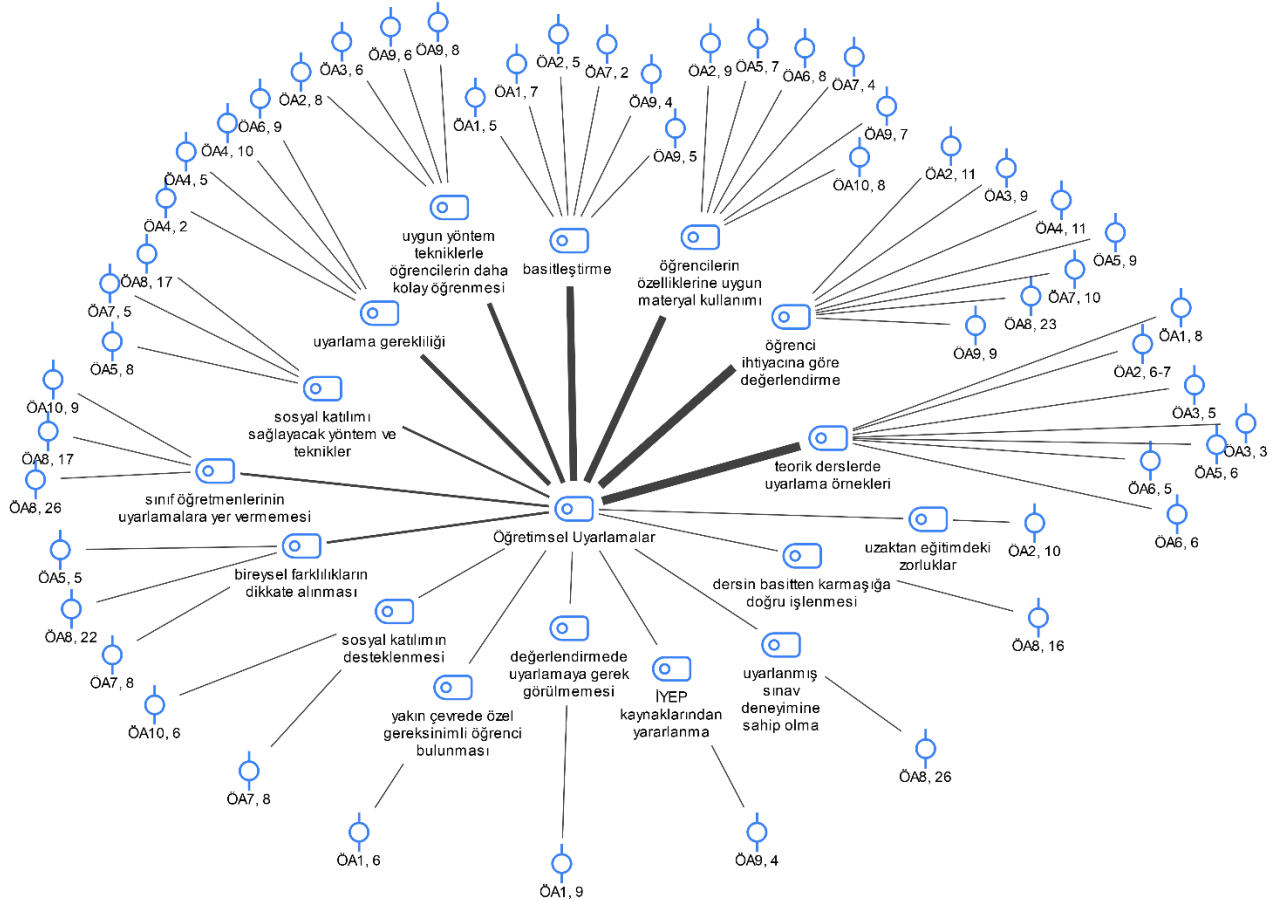 ÖA9, 8
ÖA9, 6
ÖA3, 6
ÖA2, 8
ÖA6, 9
ÖA4, 10
ÖA4, 5
ÖA4, 2
ÖA8, 17
ÖA7, 5
ÖA5, 8
ÖA10, 9
ÖA8, 17
ÖA8, 26
ÖA5, 5
ÖA8, 22
ÖA7, 8
ÖA10, 6
ÖA7, 8
ÖA1, 6
ÖA1, 9
ÖA9, 4
ÖA8, 26
ÖA8, 16
ÖA2, 10
ÖA1, 5
ÖA1, 7
ÖA2, 5
ÖA7, 2
ÖA9, 4
ÖA9, 5
ÖA2, 9
ÖA5, 7
ÖA6, 8
ÖA7, 4
ÖA9, 7
ÖA10, 8
ÖA2, 11
ÖA3, 9
ÖA4, 11
ÖA5, 9
ÖA7, 10
ÖA8, 23
ÖA9, 9
ÖA1, 8
ÖA2, 6-7
ÖA3, 5
ÖA3, 3
ÖA5, 6
ÖA6, 5
ÖA6, 6
uygun yöntem
tekniklerle
öğrencilerin daha
kolay öğrenmesi
basitleştirme
öğrencilerin
özelliklerine uygun
materyal kullanımı
uyarlama gerekliliği
öğrenci
ihtiyacına göre
değerlendirme
sosyal katılımı
sağlayacak yöntem ve
teknikler
teorik derslerde
uyarlama örnekleri
sınıf öğretmenlerinin
uyarlamalara yer vermemesi
Öğretimsel Uyarlamalar
uzaktan eğitimdeki
zorluklar
bireysel farklılıkların
dikkate alınması
dersin basitten karmaşığa
doğru işlenmesi
sosyal katılımın
desteklenmesi
değerlendirmede
uyarlamaya gerek
görülmemesi
uyarlanmış
sınav
deneyimine
sahip olma
yakın çevrede özel
gereksinimli öğrenci
bulunması
İYEP
kaynaklarından
yararlanma